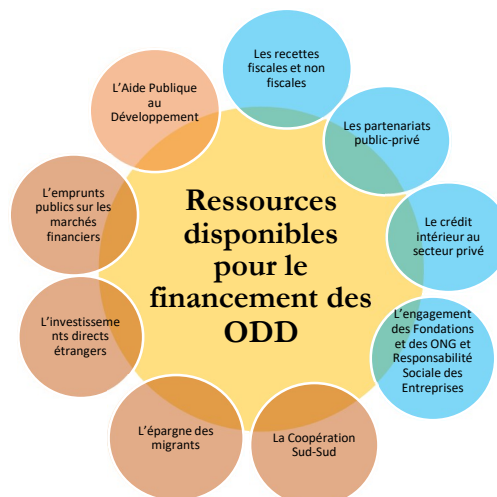 Les recettes
fiscales et non
fiscales
Les partenariats
public-privé
Le crédit
intérieur au
secteur privé
L'engagement
des Fondations
et des ONG et
Responsabilité
Sociale des
Entreprises
La Coopération
Sud-Sud
L'épargne des
migrants
L'investisseme
nts directs
étrangers
L'emprunts
publics sur les
marchés
financiers
L'Aide Publique
au
Développement
Ressources
disponibles
pour le
financement des
ODD